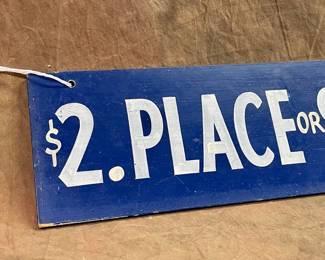 $2. PLACE OR